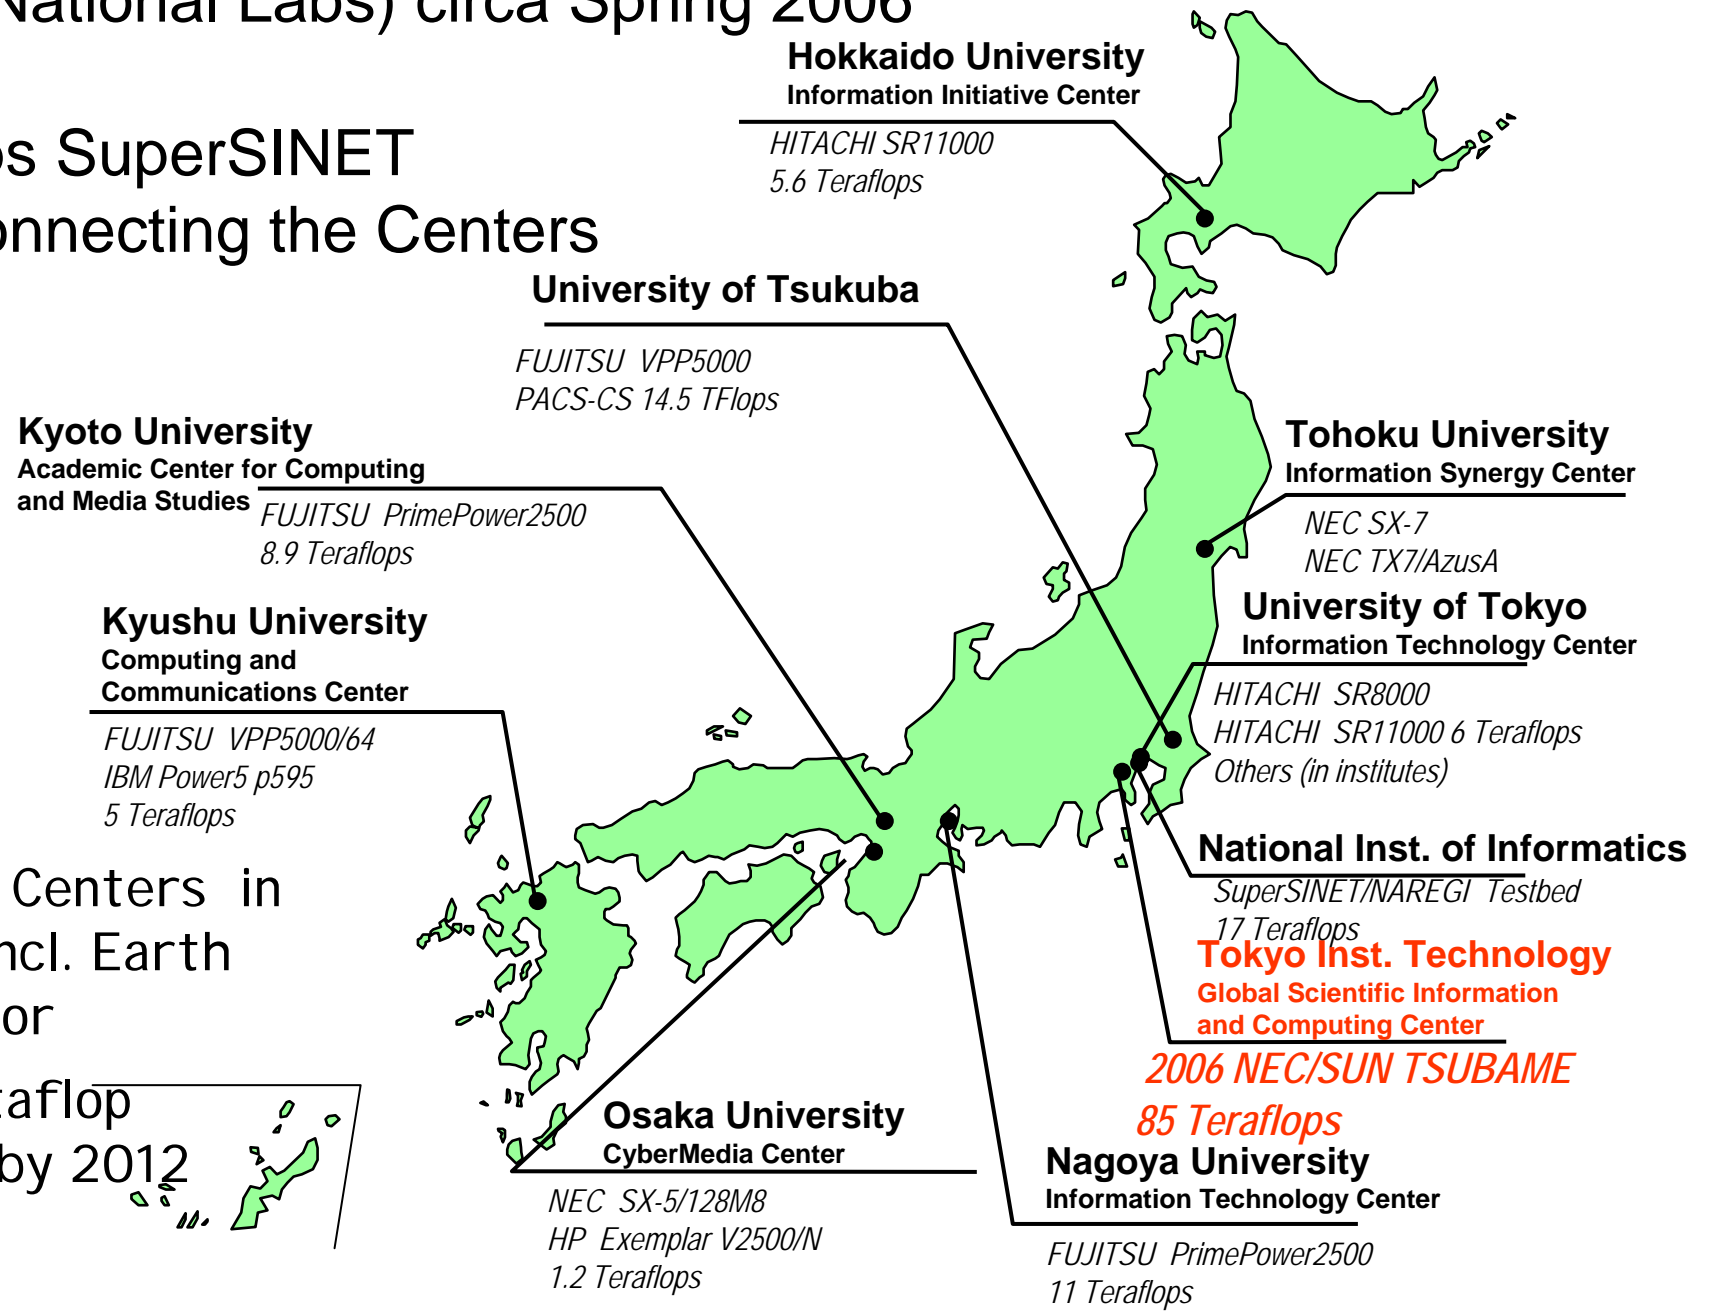 National Labs) circa Spring 2006
Hokkaido University
Information Initiative Center
HITACHI SR11000
5.6 Teraflops
SuperSINET
Connecting the Centers
University of Tsukuba
FUJITSU VPP5000
PACS-CS 14.5 TFlops
Kyoto University
Academic Center for Computing
and Media Studies
FUJITSU PrimePower2500
8.9 Teraflops
Tohoku University
Information Synergy Center
NEC SX-7
NEC TX7/AzusA
University of Tokyo
Information Technology Center
HITACHI SR8000
HITACHI SR11000 6 Teraflops
Others (in institutes)
Kyushu University
Computing and
Communications Center
FUJITSU VPP5000/64
IBM Power5 p595
5 Teraflops
National Inst. of Informatics
SuperSINET/NAREGI Testbed
17 Teraflops
Centers in
incl. Earth
or
Tokyo Inst. Technology
Global Scientific Information
and Computing Center
2006 NEC/SUN TSUBAME
85 Teraflops
taflop
by 2012
Osaka University
CyberMedia Center
NEC SX-5/128M8
HP Exemplar V2500/N
1.2 Teraflops
Nagoya University
Information Technology Center
FUJITSU PrimePower2500
11 Teraflops